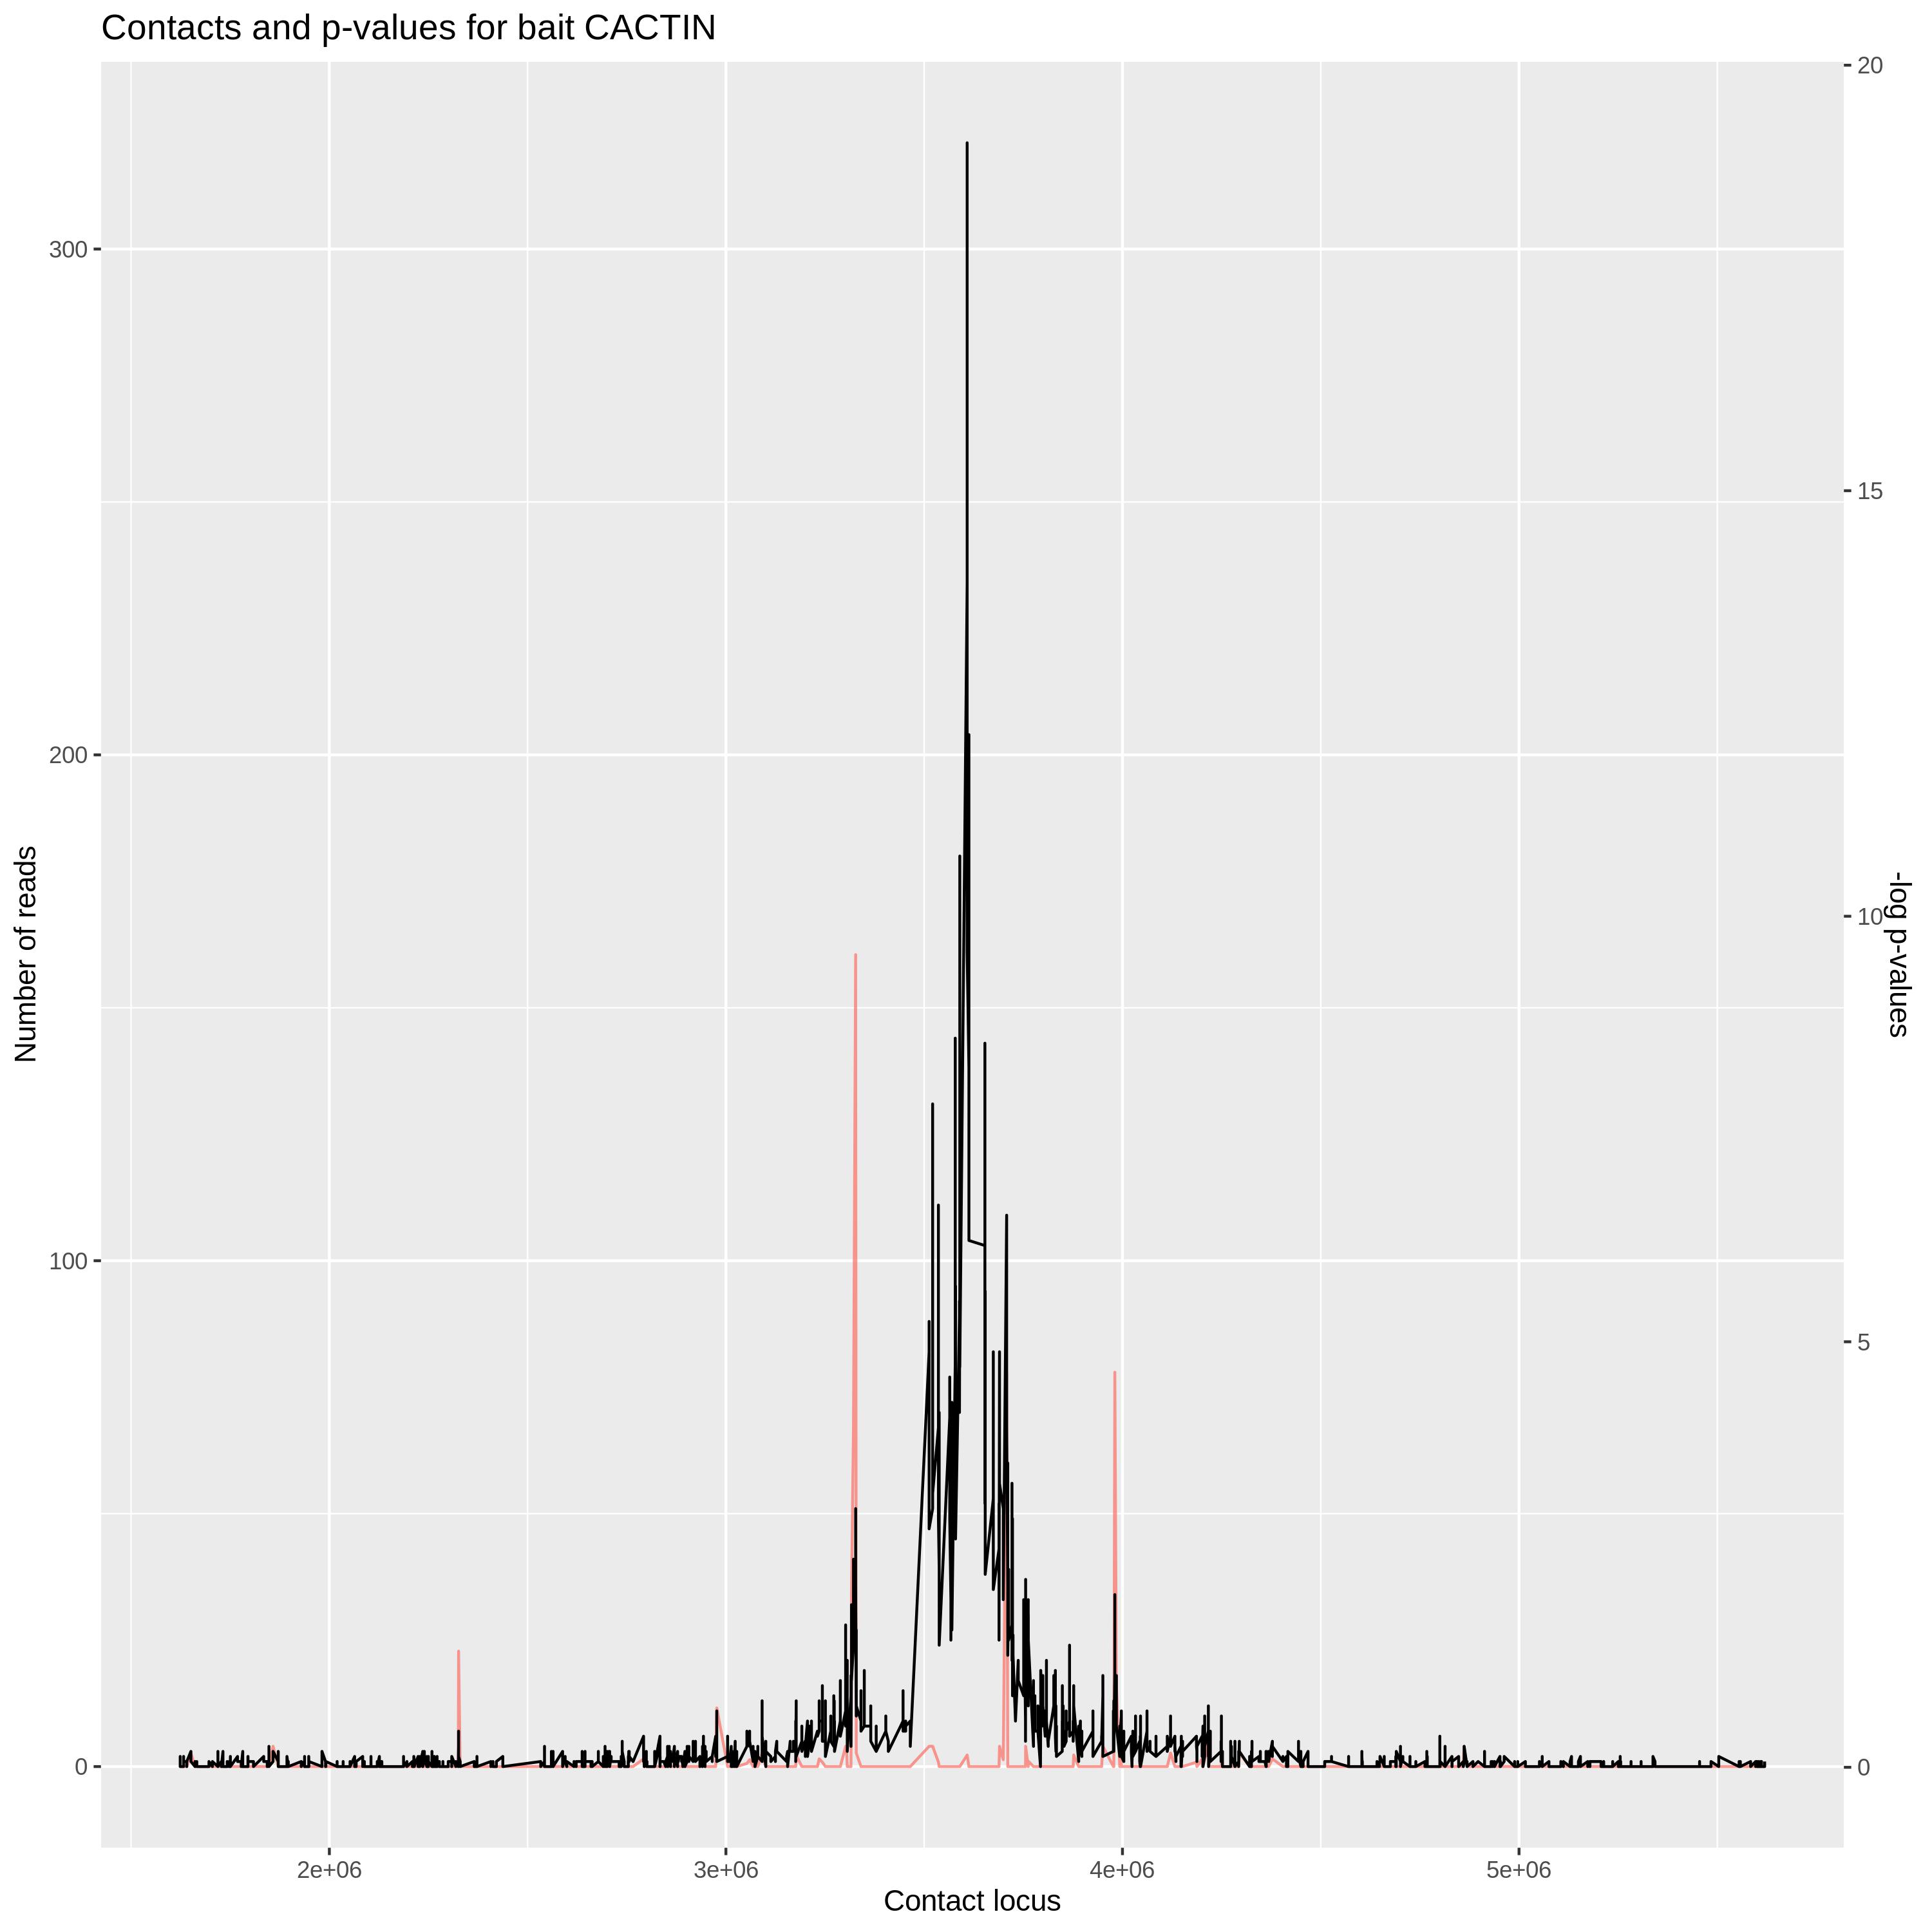 Contacts and p-values for bait CACTIN
20
300
15
200
10
Number of reads
-log p-values
100
5
0
0
2e+06
3e+06
4e+06
5e+06
Contact locus